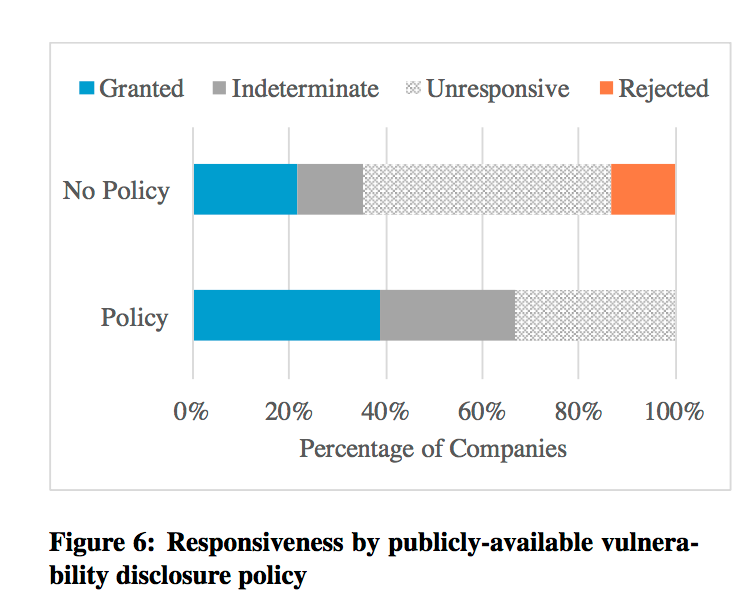 Granted Indeterminate Unresponsive Rejected
No Policy
Policy
0% 20% 40% 60% 80% 100%
Percentage of Companies
Figure 6: Responsiveness by publicly-available vulnera-
bility disclosure policy